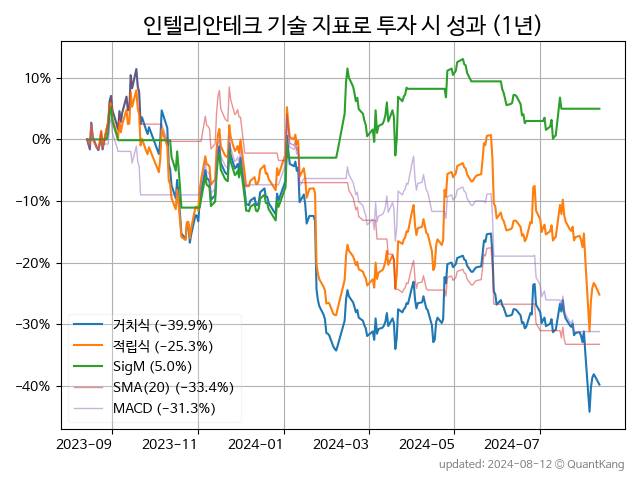 인텔리안테크 기술 지표로 투자 시 성과 (1년)
10%
0%
−10%
−20%
−30%
−40%
거치식 (−39.9%)
적립식 (−25.3%)
SigM (5.0%)
SMA(20) (−33.4%)
MACD (−31.3%)
2023-09
2023-11
2024-01
2024-03
2024-05
2024-07
updated: 2024-08-12 © QuantKang